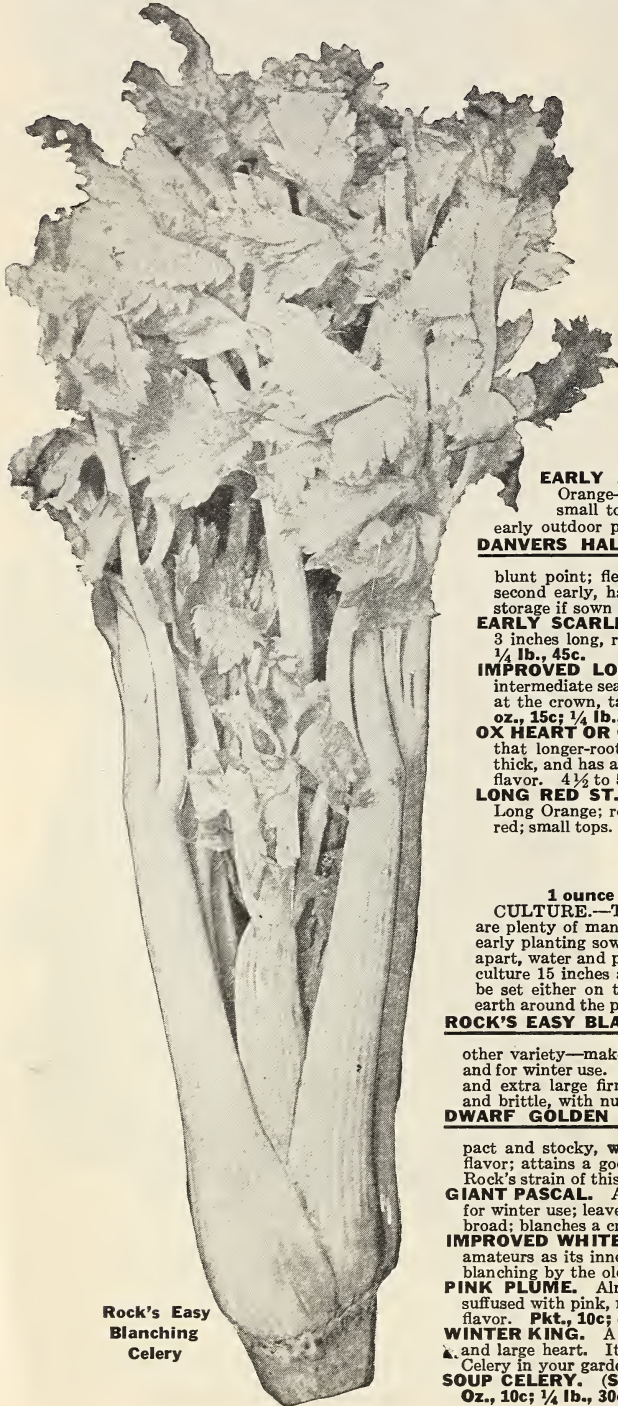 EARLY
Orange-
small to
early outdoor p
DANVERS HAL
blunt point; fle
second early, ha
storage if sown
EARLY SCARL
3 inches long, r
¼ lb., 45c.
IMPROVED LO
intermediate sea
at the crown, ta
oz., 15c; ¼ lb.,
OX HEART OR
that longer-root
thick, and has a
flavor. 4½ to
LONG RED ST.
Long Orange; r
red; small tops.
1 ounce
CULTURE.—T
are plenty of man
early planting sow
apart, water and p
culture 15 inches a
be set either on t
earth around the p
ROCK'S EASY BLA
other variety—mak
and for winter use.
and extra large firm
and brittle, with nu
DWARF GOLDEN
pact and stocky, w
flavor; attains a go
Rock's strain of this
GIANT PASCAL. A
for winter use; leave
broad; blanches a cr
IMPROVED WHITE
amateurs as its inne
blanching by the old
PINK PLUME. Alm
suffused with pink, r
flavor. Pkt., 10c;
WINTER KING. A
and large heart. It
Celery in your garde
SOUP CELERY. (S
Oz., 10c; ¼ lb., 30c
Rock's Easy
Blanching
Celery